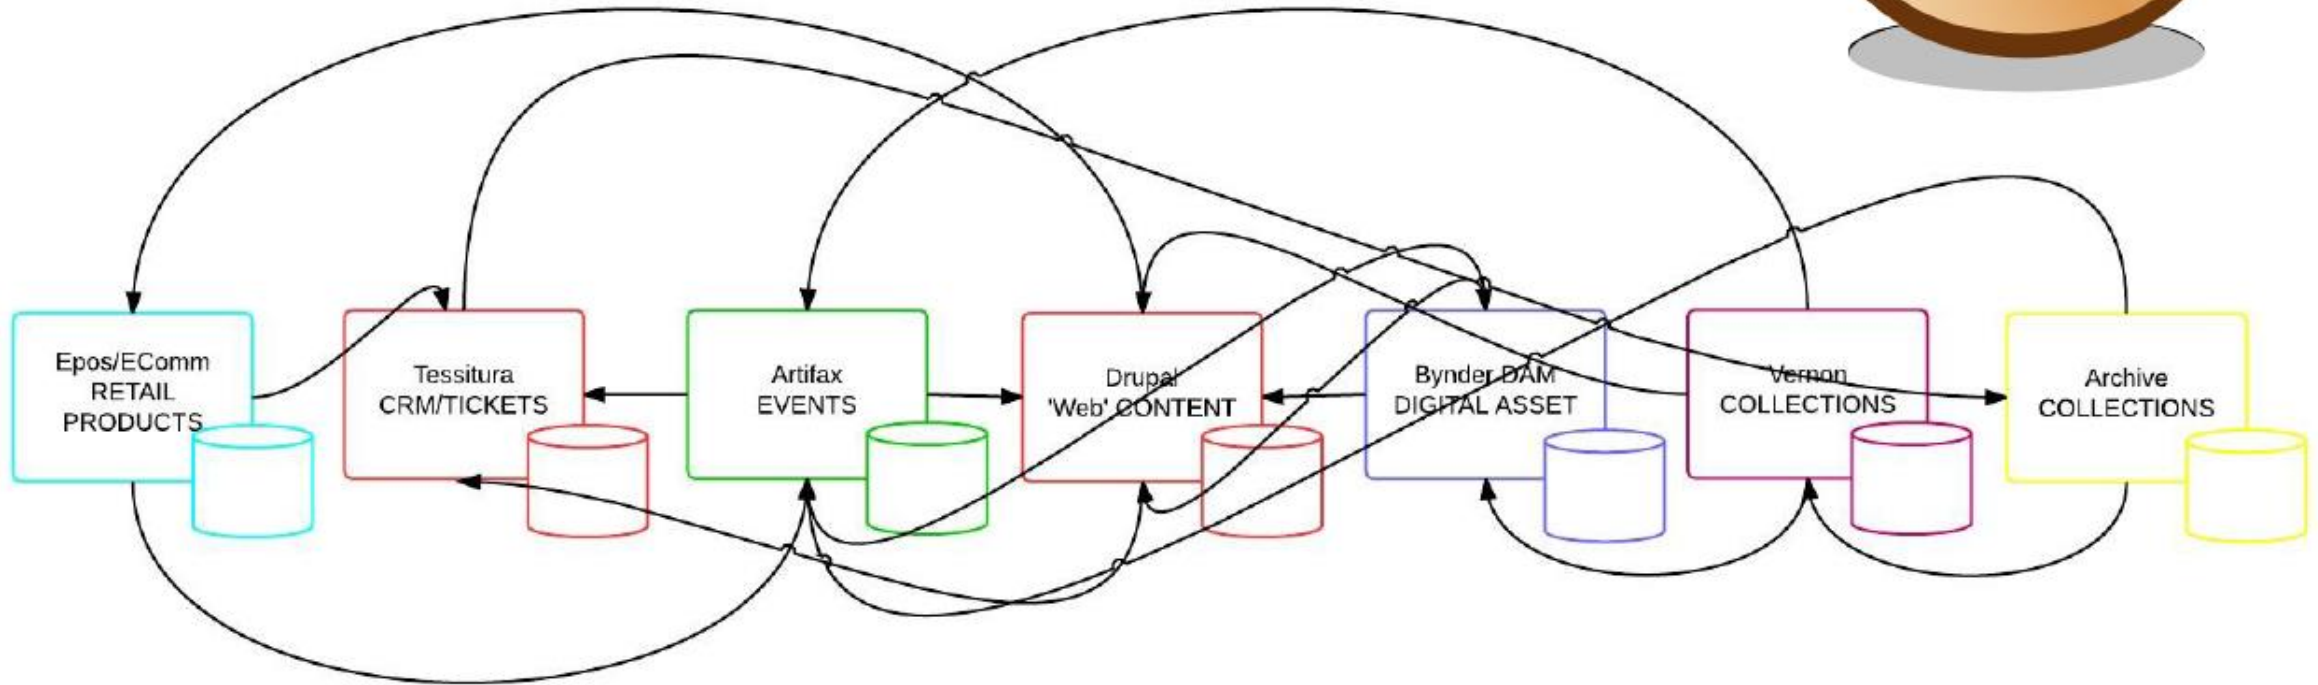 Epos/EComm
RETAIL
PRODUCTS
Tessitura
CRM/TICKETS
Artifax
EVENTS
Drupal
'Web' CONTENT
Bynder DAM
DIGITAL ASSET
Vernon
COLLECTIONS
Archive
COLLECTIONS